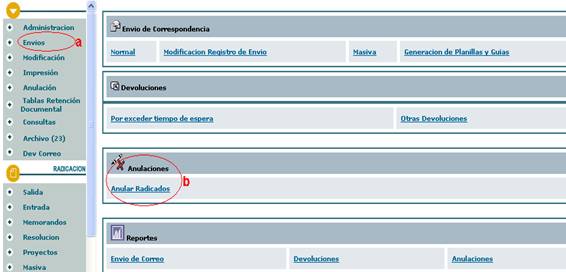 Administracion
Envios a
Modificación
Impresión
Anulación
Tablas Retención
Documental
Consultas
Archivo (23)
Dev Correo
RADICACION
Salida
Entrada
Memorandos
Resolucion
Proyectos
Masiva
Envio de Correspondencia
Normal Modificacion Registro de Envio Masiva Generacion de Planillas y Guias
Devoluciones
Por exceder tiempo de espera Otras Devoluciones
Anulaciones
Anular Radicados b
Reportes
Envio de Correo Devoluciones Anulaciones